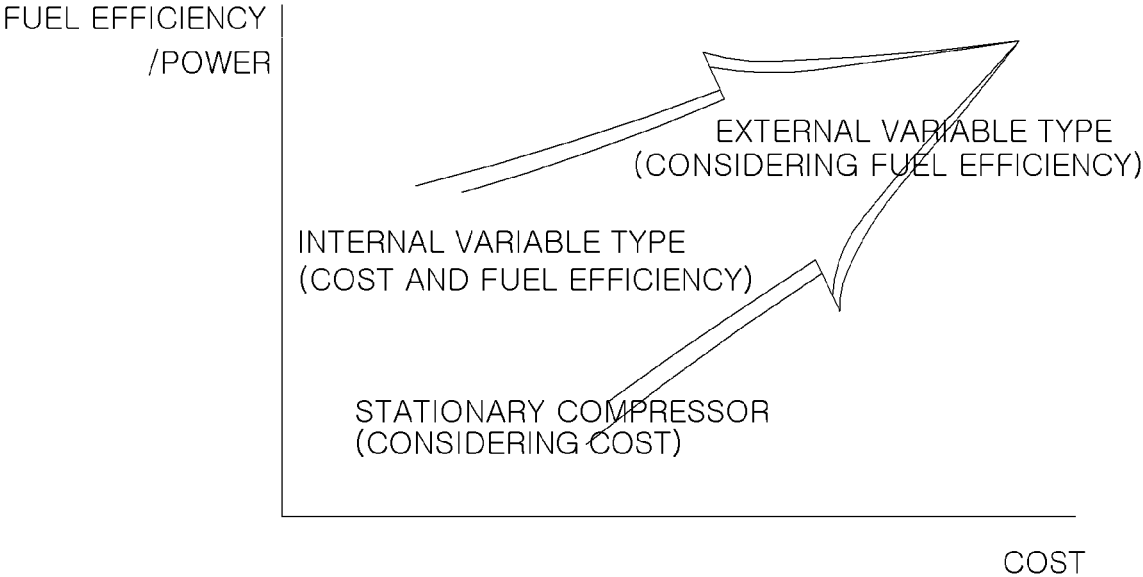 FUEL EFFICIENCY
/POWER
EXTERNAL VARIABLE TYPE
(CONSIDERING FUEL EFFICIENCY)
INTERNAL VARIABLE TYPE
(COST AND FUEL EFFICIENCY)
STATIONARY COMPRESSOR
(CONSIDERING COST)
COST